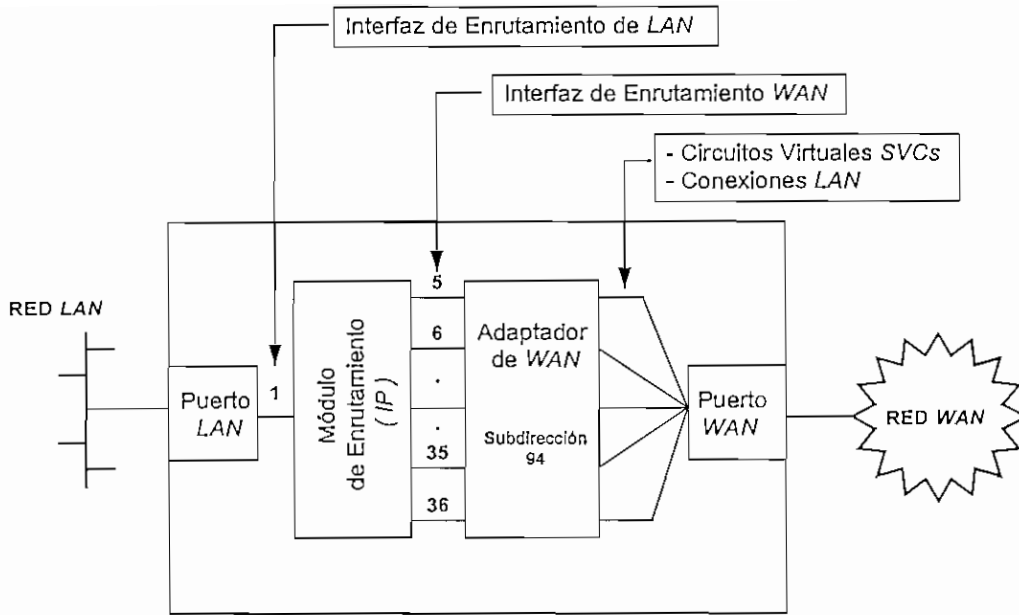 Interfaz de Enrutamiento de LAN
Interfaz de Enrutamiento WAN
- Circuitos Virtuales SVCs
- Conexiones LAN
RED LAN
Puerto
LAN
1
Módulo
de Enrutamiento
(IP)
5
6
.
.
35
36
Adaptador
de WAN
Subdirección
94
Puerto
WAN
RED WAN